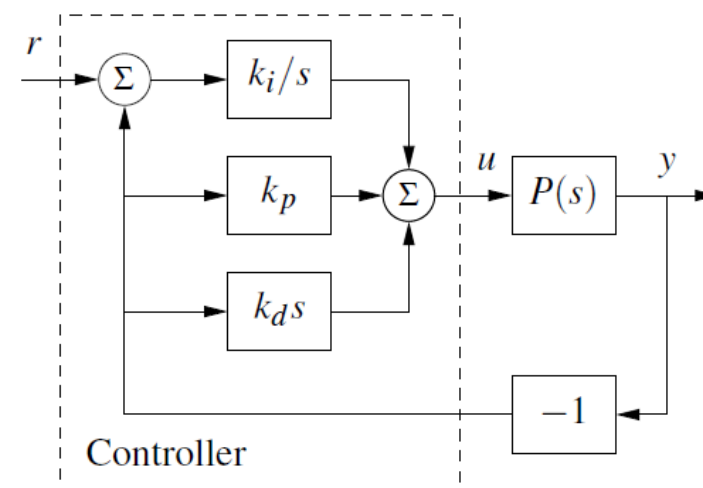 r
Σ
k_i/s
k_p
Σ
u
P(s)
y
k_d s
−1
Controller